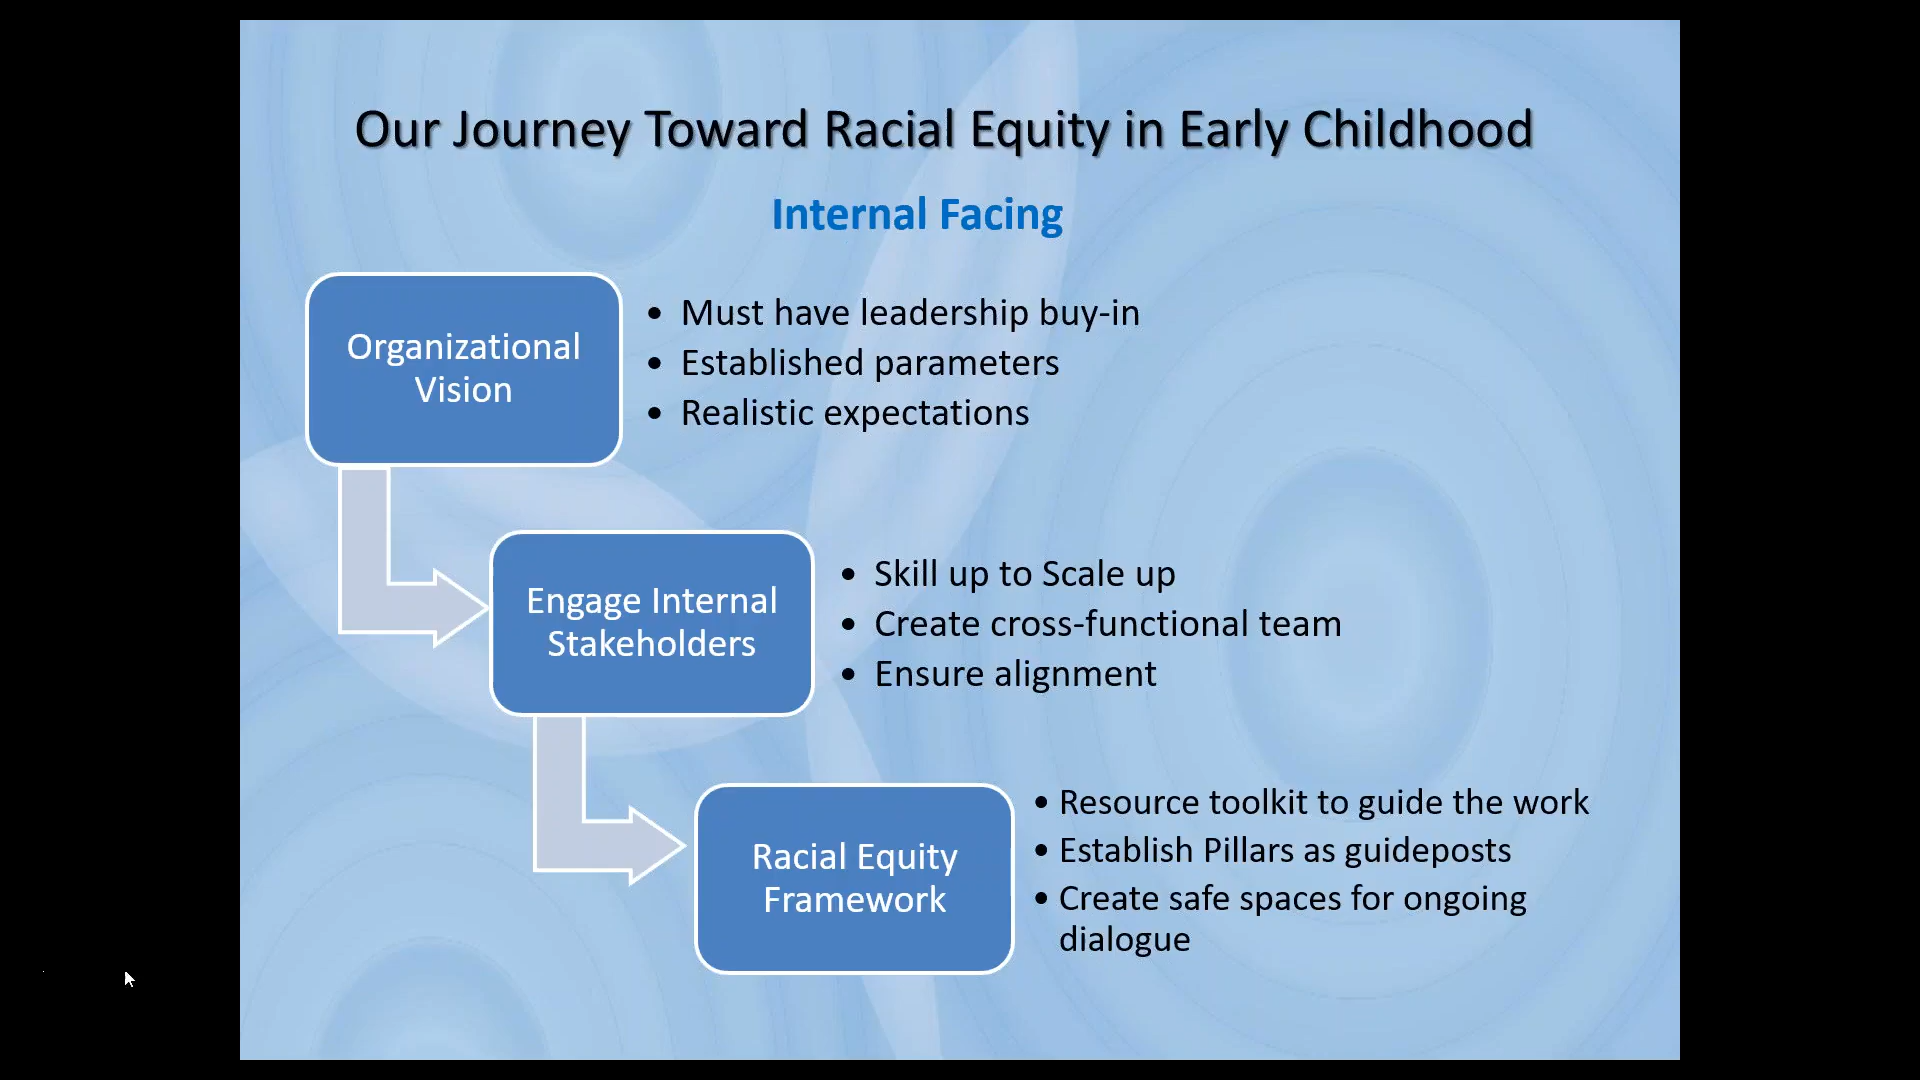 Our Journey Toward Racial Equity in Early Childhood
Internal Facing
Organizational
Vision
• Must have leadership buy-in
• Established parameters
• Realistic expectations
Engage Internal
Stakeholders
• Skill up to Scale up
• Create cross-functional team
• Ensure alignment
Racial Equity
Framework
• Resource toolkit to guide the work
• Establish Pillars as guideposts
• Create safe spaces for ongoing
dialogue